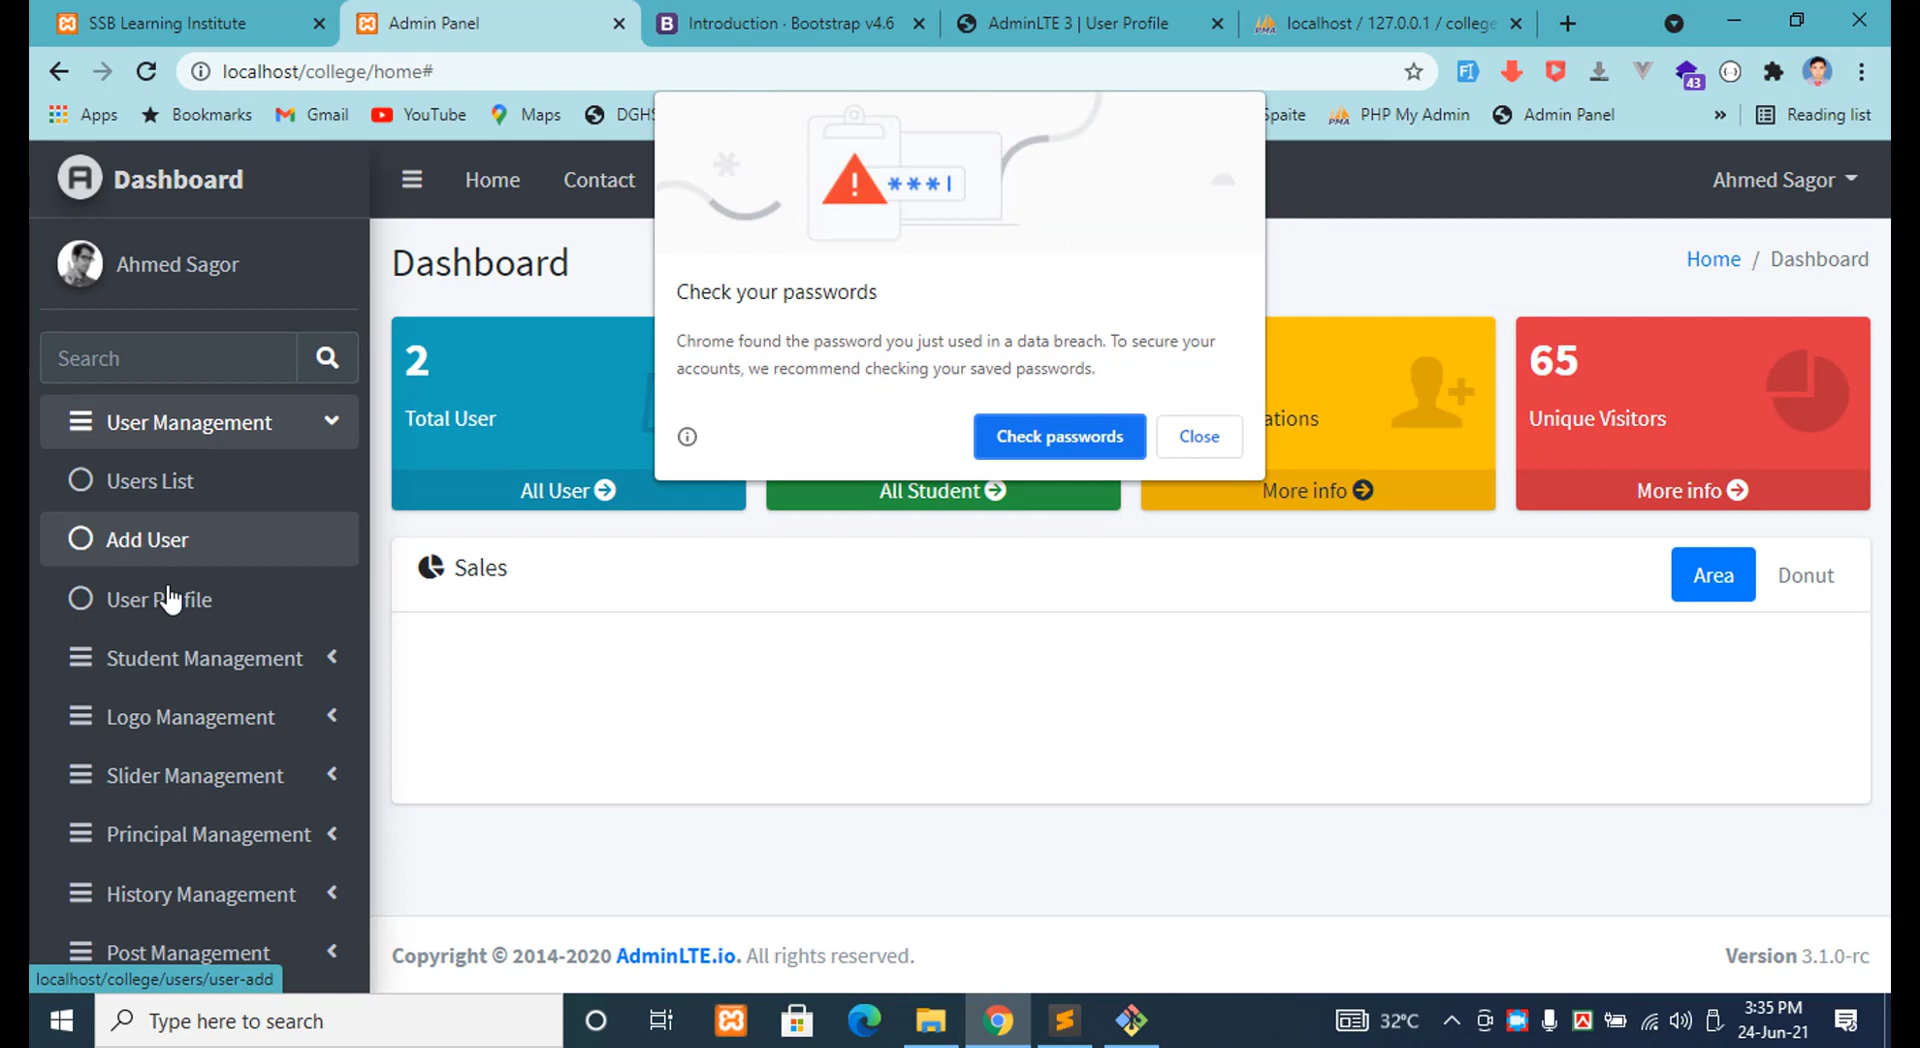 SSB Learning Institute
Admin Panel
Introduction · Bootstrap v4.6
AdminLTE 3 | User Profile
localhost / 127.0.0.1 / college
localhost/college/home#
43
Apps
Bookmarks
Gmail
YouTube
Maps
PHP My Admin
Admin Panel
»
Reading list
Dashboard
Home
Contact
Ahmed Sagor
Ahmed Sagor
Search
User Management
Users List
Add User
User Profile
Student Management
Logo Management
Slider Management
Principal Management
History Management
Post Management
localhost/college/users/user-add
Dashboard
Home / Dashboard
***|
Check your passwords
Chrome found the password you just used in a data breach. To secure your
accounts, we recommend checking your saved passwords.
Check passwords
Close
2
Total User
All User
All Student
More info
65
Unique Visitors
More info
Sales
Area
Donut
Copyright © 2014-2020 AdminLTE.io. All rights reserved.
Version 3.1.0-rc
Type here to search
32°C
3:35 PM
24-Jun-21